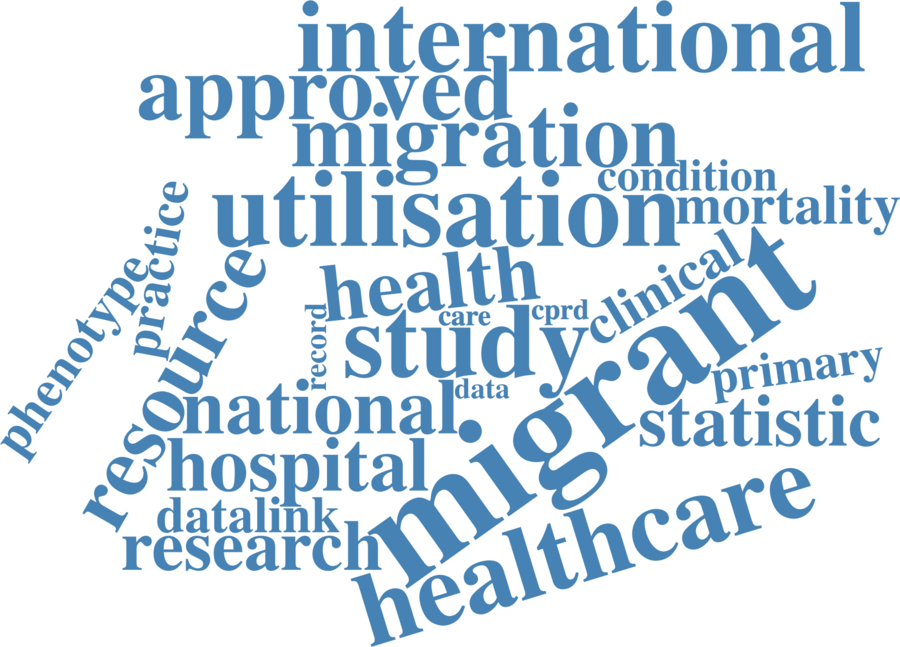 international
approved
migration
condition
utilisation
mortality
practice
phenotype
resource
health
clinical
migrant
record
care
cprd
study
primary
data
national
statistic
hospital
datalink
research
healthcare